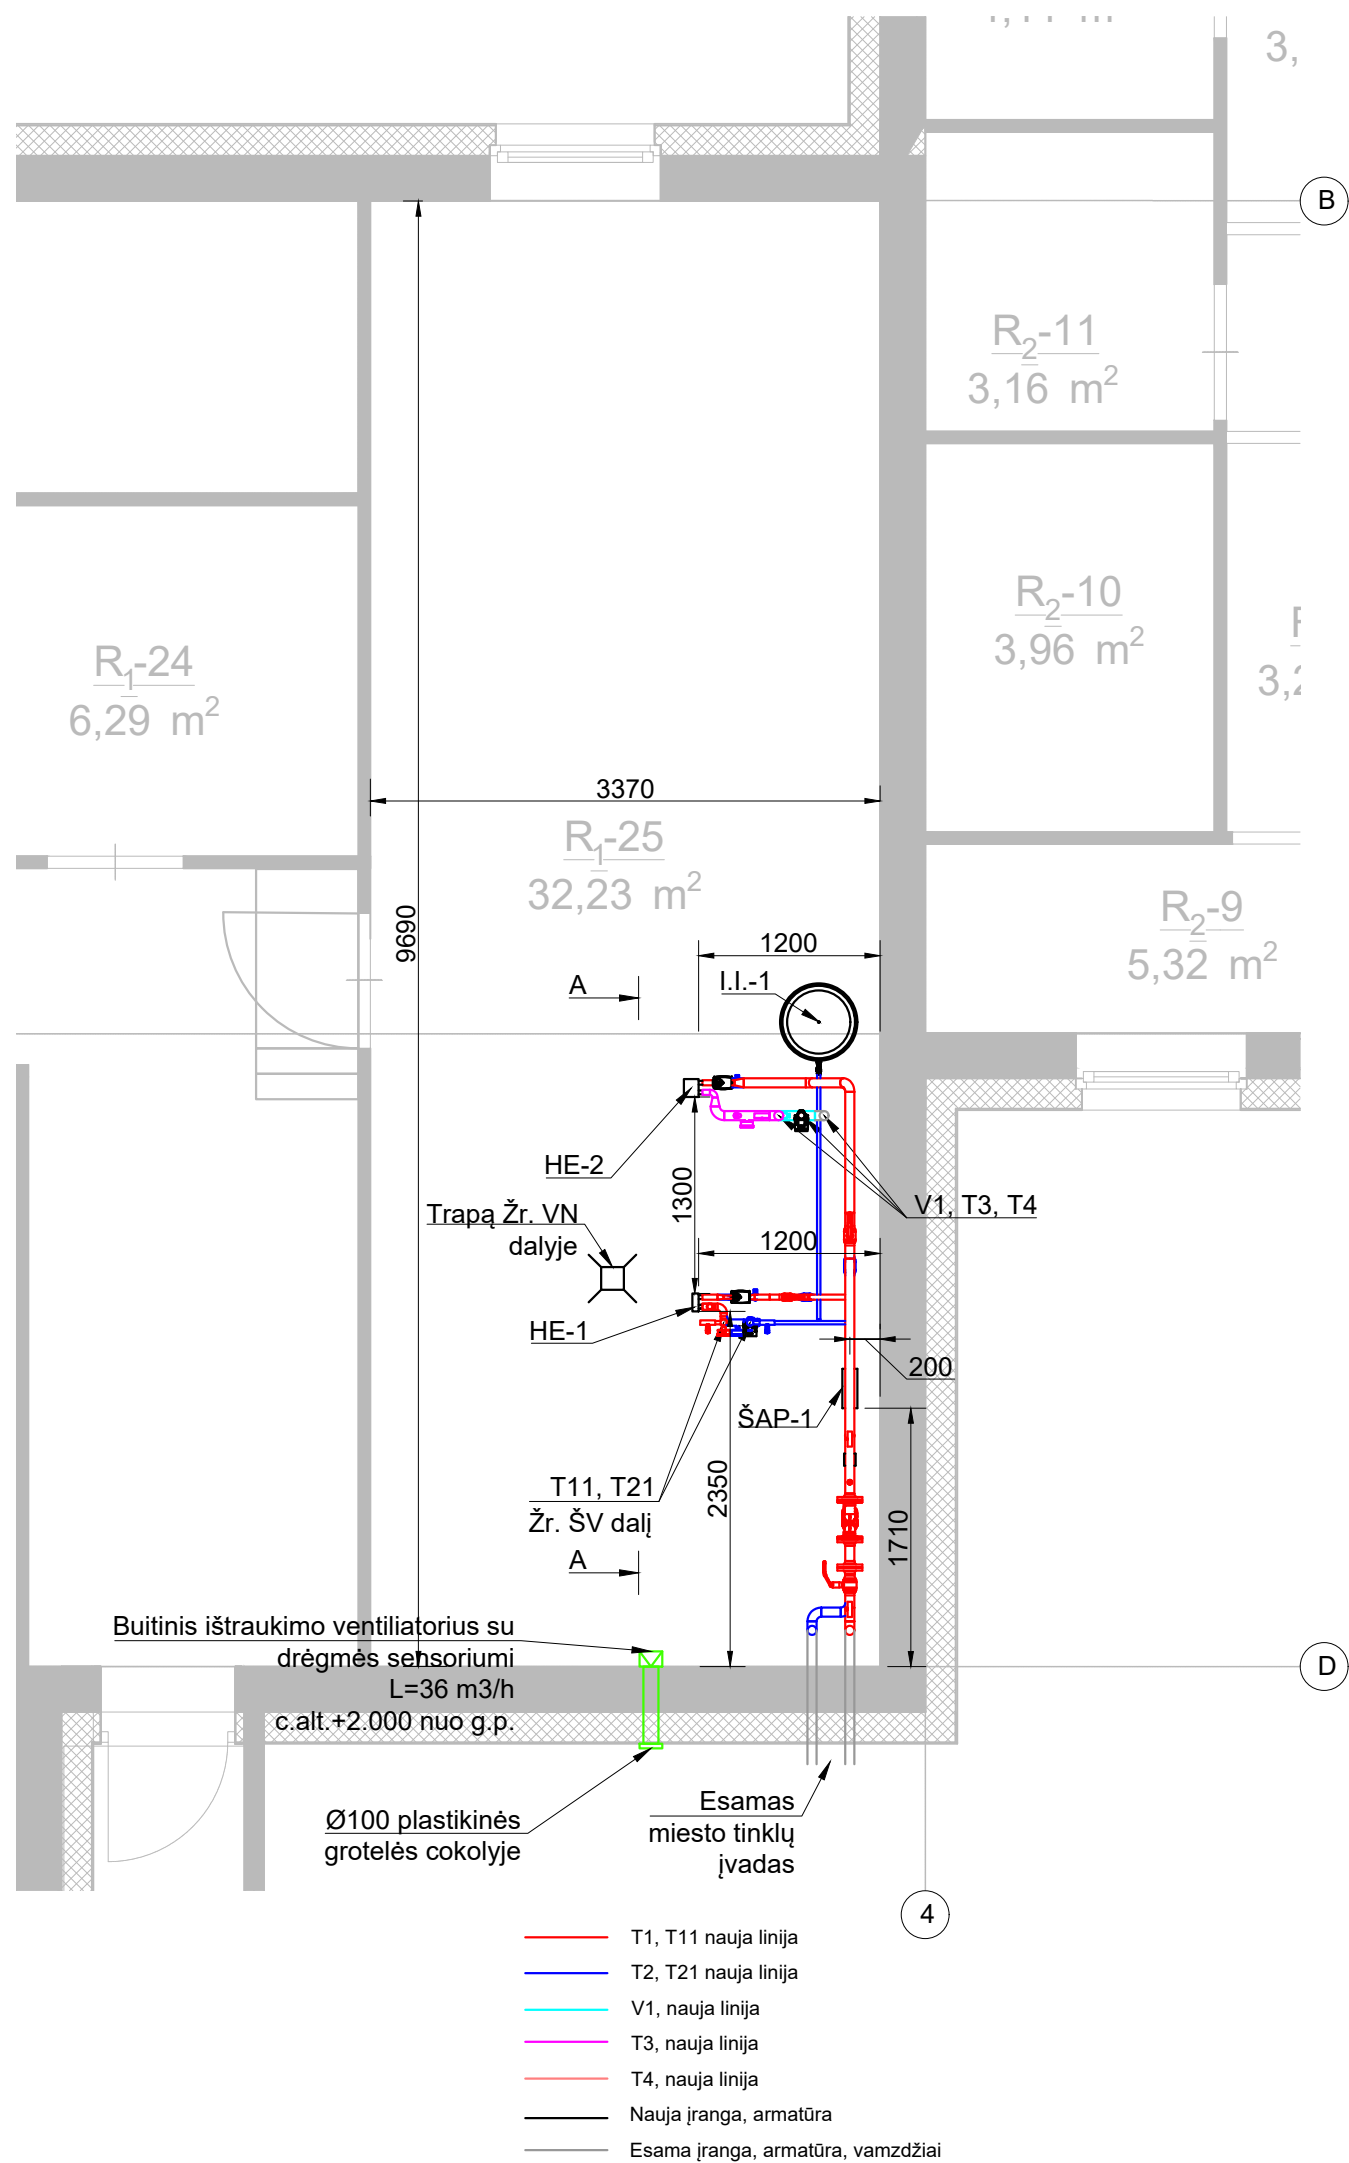 3,
B
R2-11
3,16 m²
R2-10
3,96 m²
R1-24
6,29 m²
3370
R1-25
32,23 m²
9690
R2-9
5,32 m²
1200
A
I.I.-1
HE-2
1300
V1, T3, T4
Trapą Žr. VN
dalyje
1200
HE-1
200
ŠAP-1
T11, T21
Žr. ŠV dalį
2350
1710
A
Buitinis ištraukimo ventiliatorius su
drėgmės sensoriumi
L=36 m3/h
c.alt.+2.000 nuo g.p.
D
Ø100 plastikinės
grotelės cokolyje
Esamas
miesto tinklų
įvadas
4
T1, T11 nauja linija
T2, T21 nauja linija
V1, nauja linija
T3, nauja linija
T4, nauja linija
Nauja įranga, armatūra
Esama įranga, armatūra, vamzdžiai